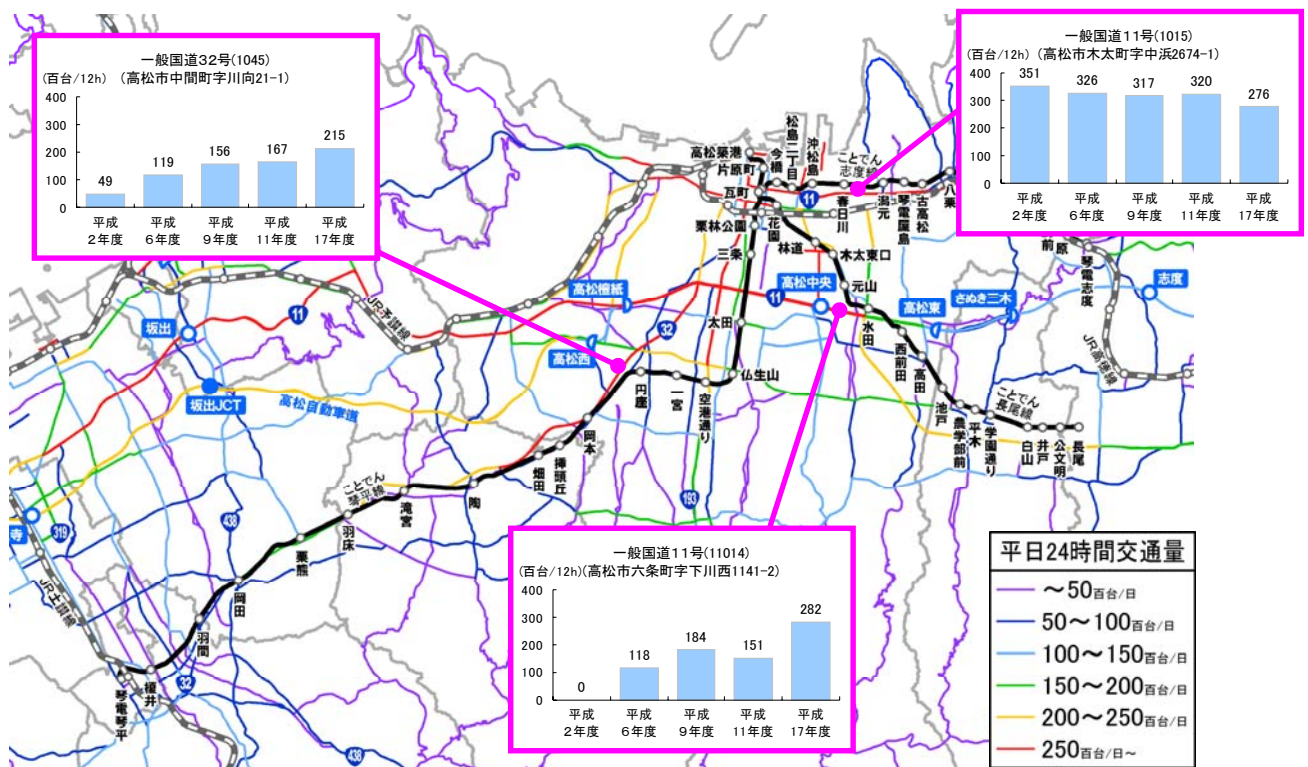 一般国道32号(1045)
(百台/12h) (高松市中間町字川向21-1)
400
300
200
100
0
49
119
156
167
215
平成
2年度
平成
6年度
平成
9年度
平成
11年度
平成
17年度
一般国道11号(1015)
(百台/12h)(高松市木太町字中浜2674-1)
400
300
200
100
0
351
326
317
320
276
平成
2年度
平成
6年度
平成
9年度
平成
11年度
平成
17年度
高松築港
片原町
今橋
松島二丁目
沖松島
ことでん
志度線
瓦町
11
春日川
潟元
琴電屋島
古高松
八栗
栗林公園
花園
林道
木太東口
三条
元山
原
琴電志度
志度
高松中央
高松檀紙
高松東
さぬき三木
11
32
太田
水田
西前田
高田
JR高徳線
高松西
円座
一宮
空港通り
仏生山
池戸
農学部前
平木
学園通り
白山
井戸
公文明
長尾
ことでん
長尾線
坂出
11
JR予讃線
坂出JCT
高松自動車道
岡本
挿頭丘
畑田
陶
滝宮
ことでん
琴平線
羽床
栗熊
岡田
羽間
榎井
琴電琴平
193
438
319
寺
JR土讃線
32
438
一般国道11号(11014)
(百台/12h)(高松市六条町字下川西1141-2)
400
300
200
100
0
0
118
184
151
282
平成
2年度
平成
6年度
平成
9年度
平成
11年度
平成
17年度
平日24時間交通量
～50百台/日
50～100百台/日
100～150百台/日
150～200百台/日
200～250百台/日
250百台/日～